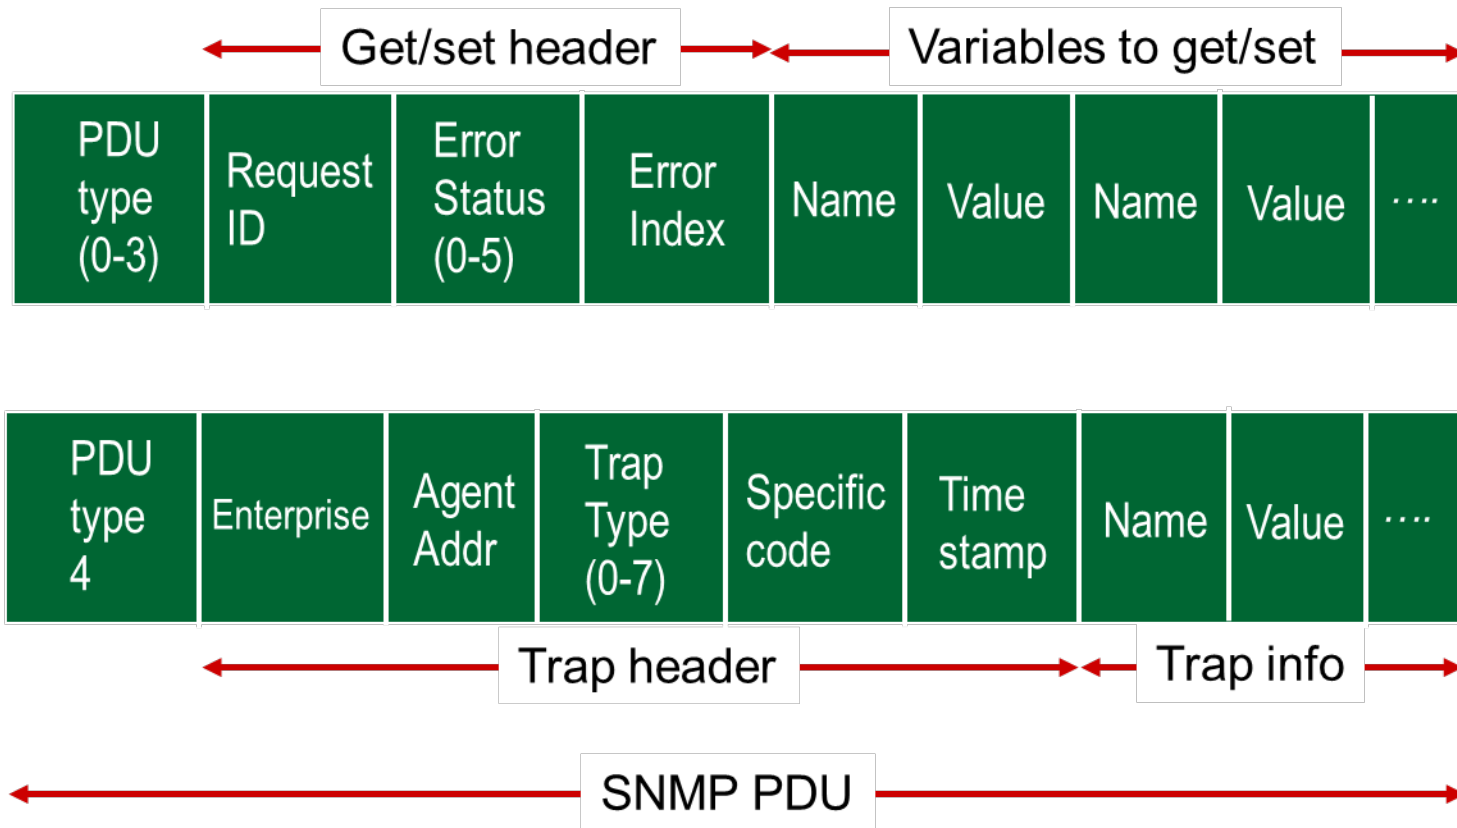 Get/set header
Variables to get/set
PDU
type
(0-3)
Request
ID
Error
Status
(0-5)
Error
Index
Name
Value
Name
Value
....
PDU
type
4
Enterprise
Agent
Addr
Trap
Type
(0-7)
Specific
code
Time
stamp
Name
Value
....
Trap header
Trap info
SNMP PDU